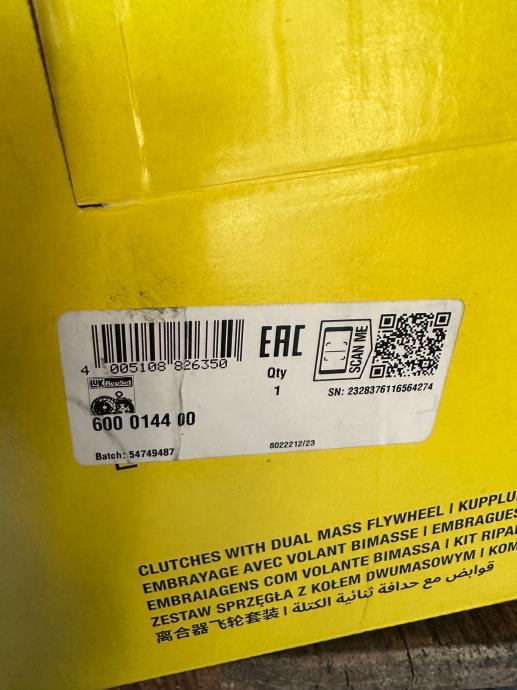 EAC
SCAN ME
4 005108 826350
Qty
1
SN: 2328376116564274
LUK RepSet
600 0144 00
Batch: 54749487
6022212/23
CLUTCHES WITH DUAL MASS FLYWHEEL | KUPPLU
EMBRAYAGE AVEC VOLANT BIMASSE | EMBRAGUES
EMBRAIAGENS COM VOLANTE BIMASSA | KIT RIPA
ZESTAW SPRZĘGŁA Z KOŁEM DWUMASOWYM | KOM
离合器飞轮套装 | قوابض مع حدافة ثنائية الكتلة